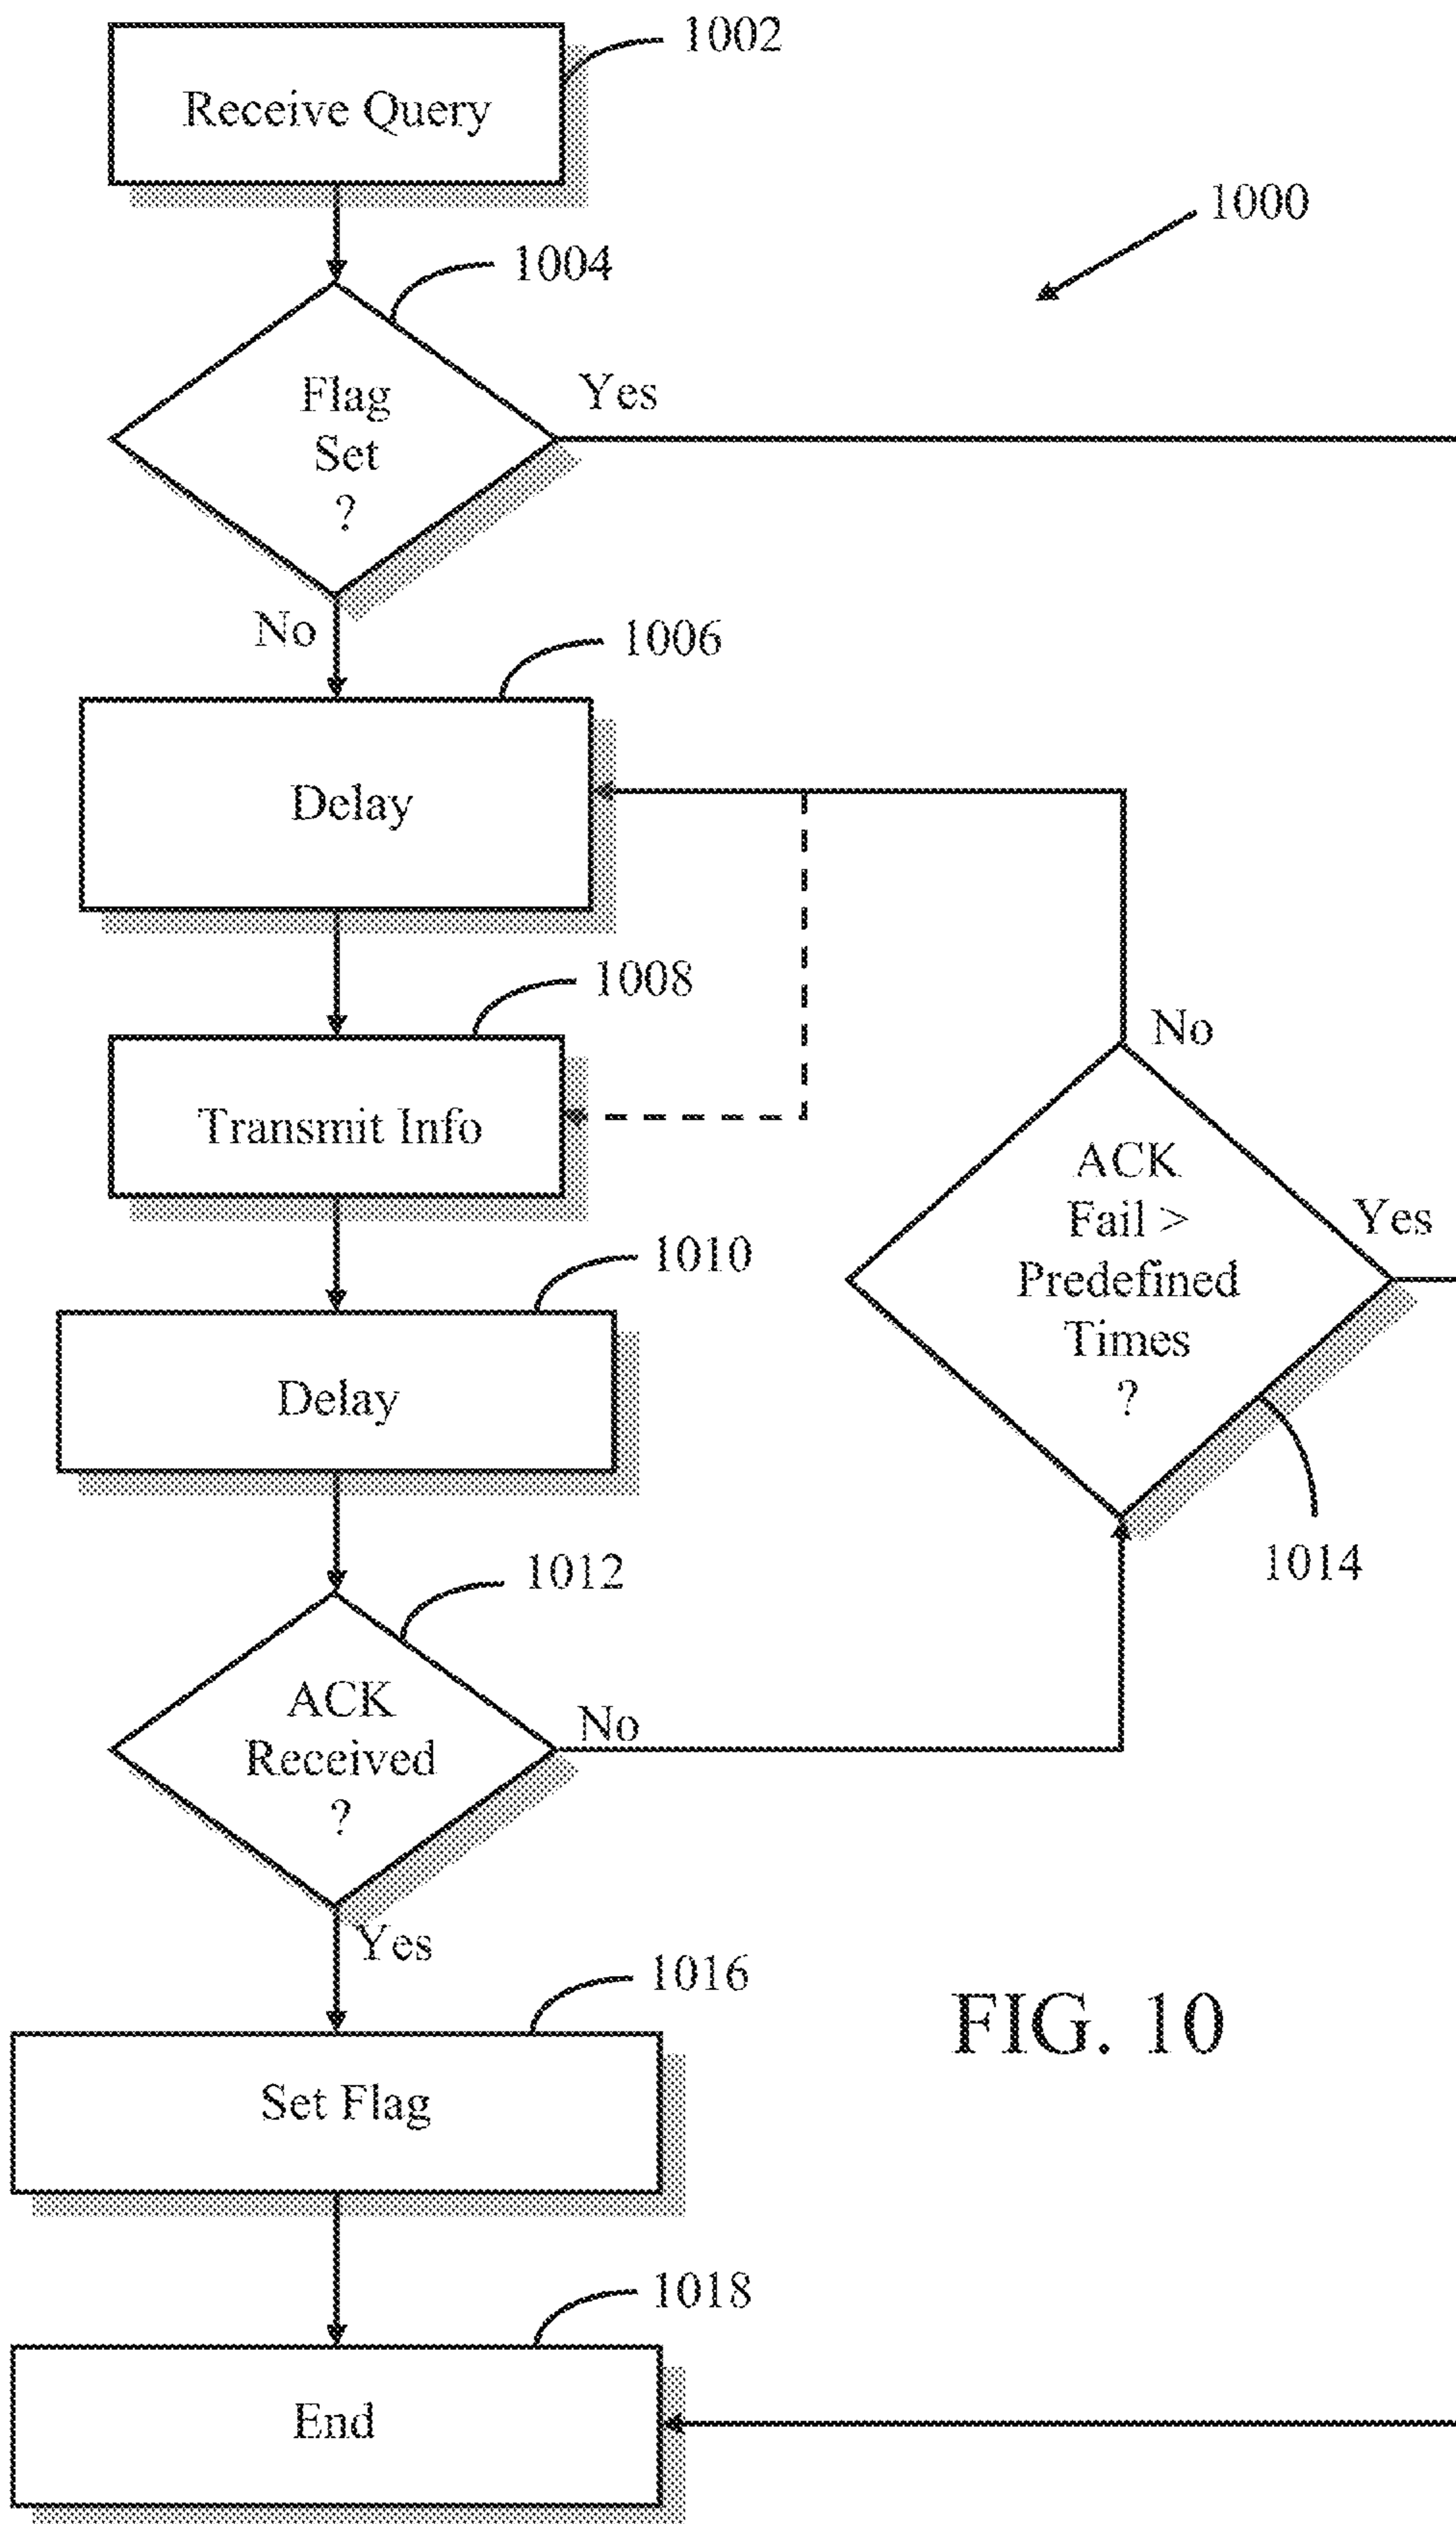 1002
Receive Query
1000
1004
Flag
Set
?
Yes
No
1006
Delay
1008
Transmit Info
No
ACK
Fail >
Predefined
Times
?
Yes
1014
1010
Delay
1012
ACK
Received
?
No
Yes
1016
Set Flag
FIG. 10
1018
End